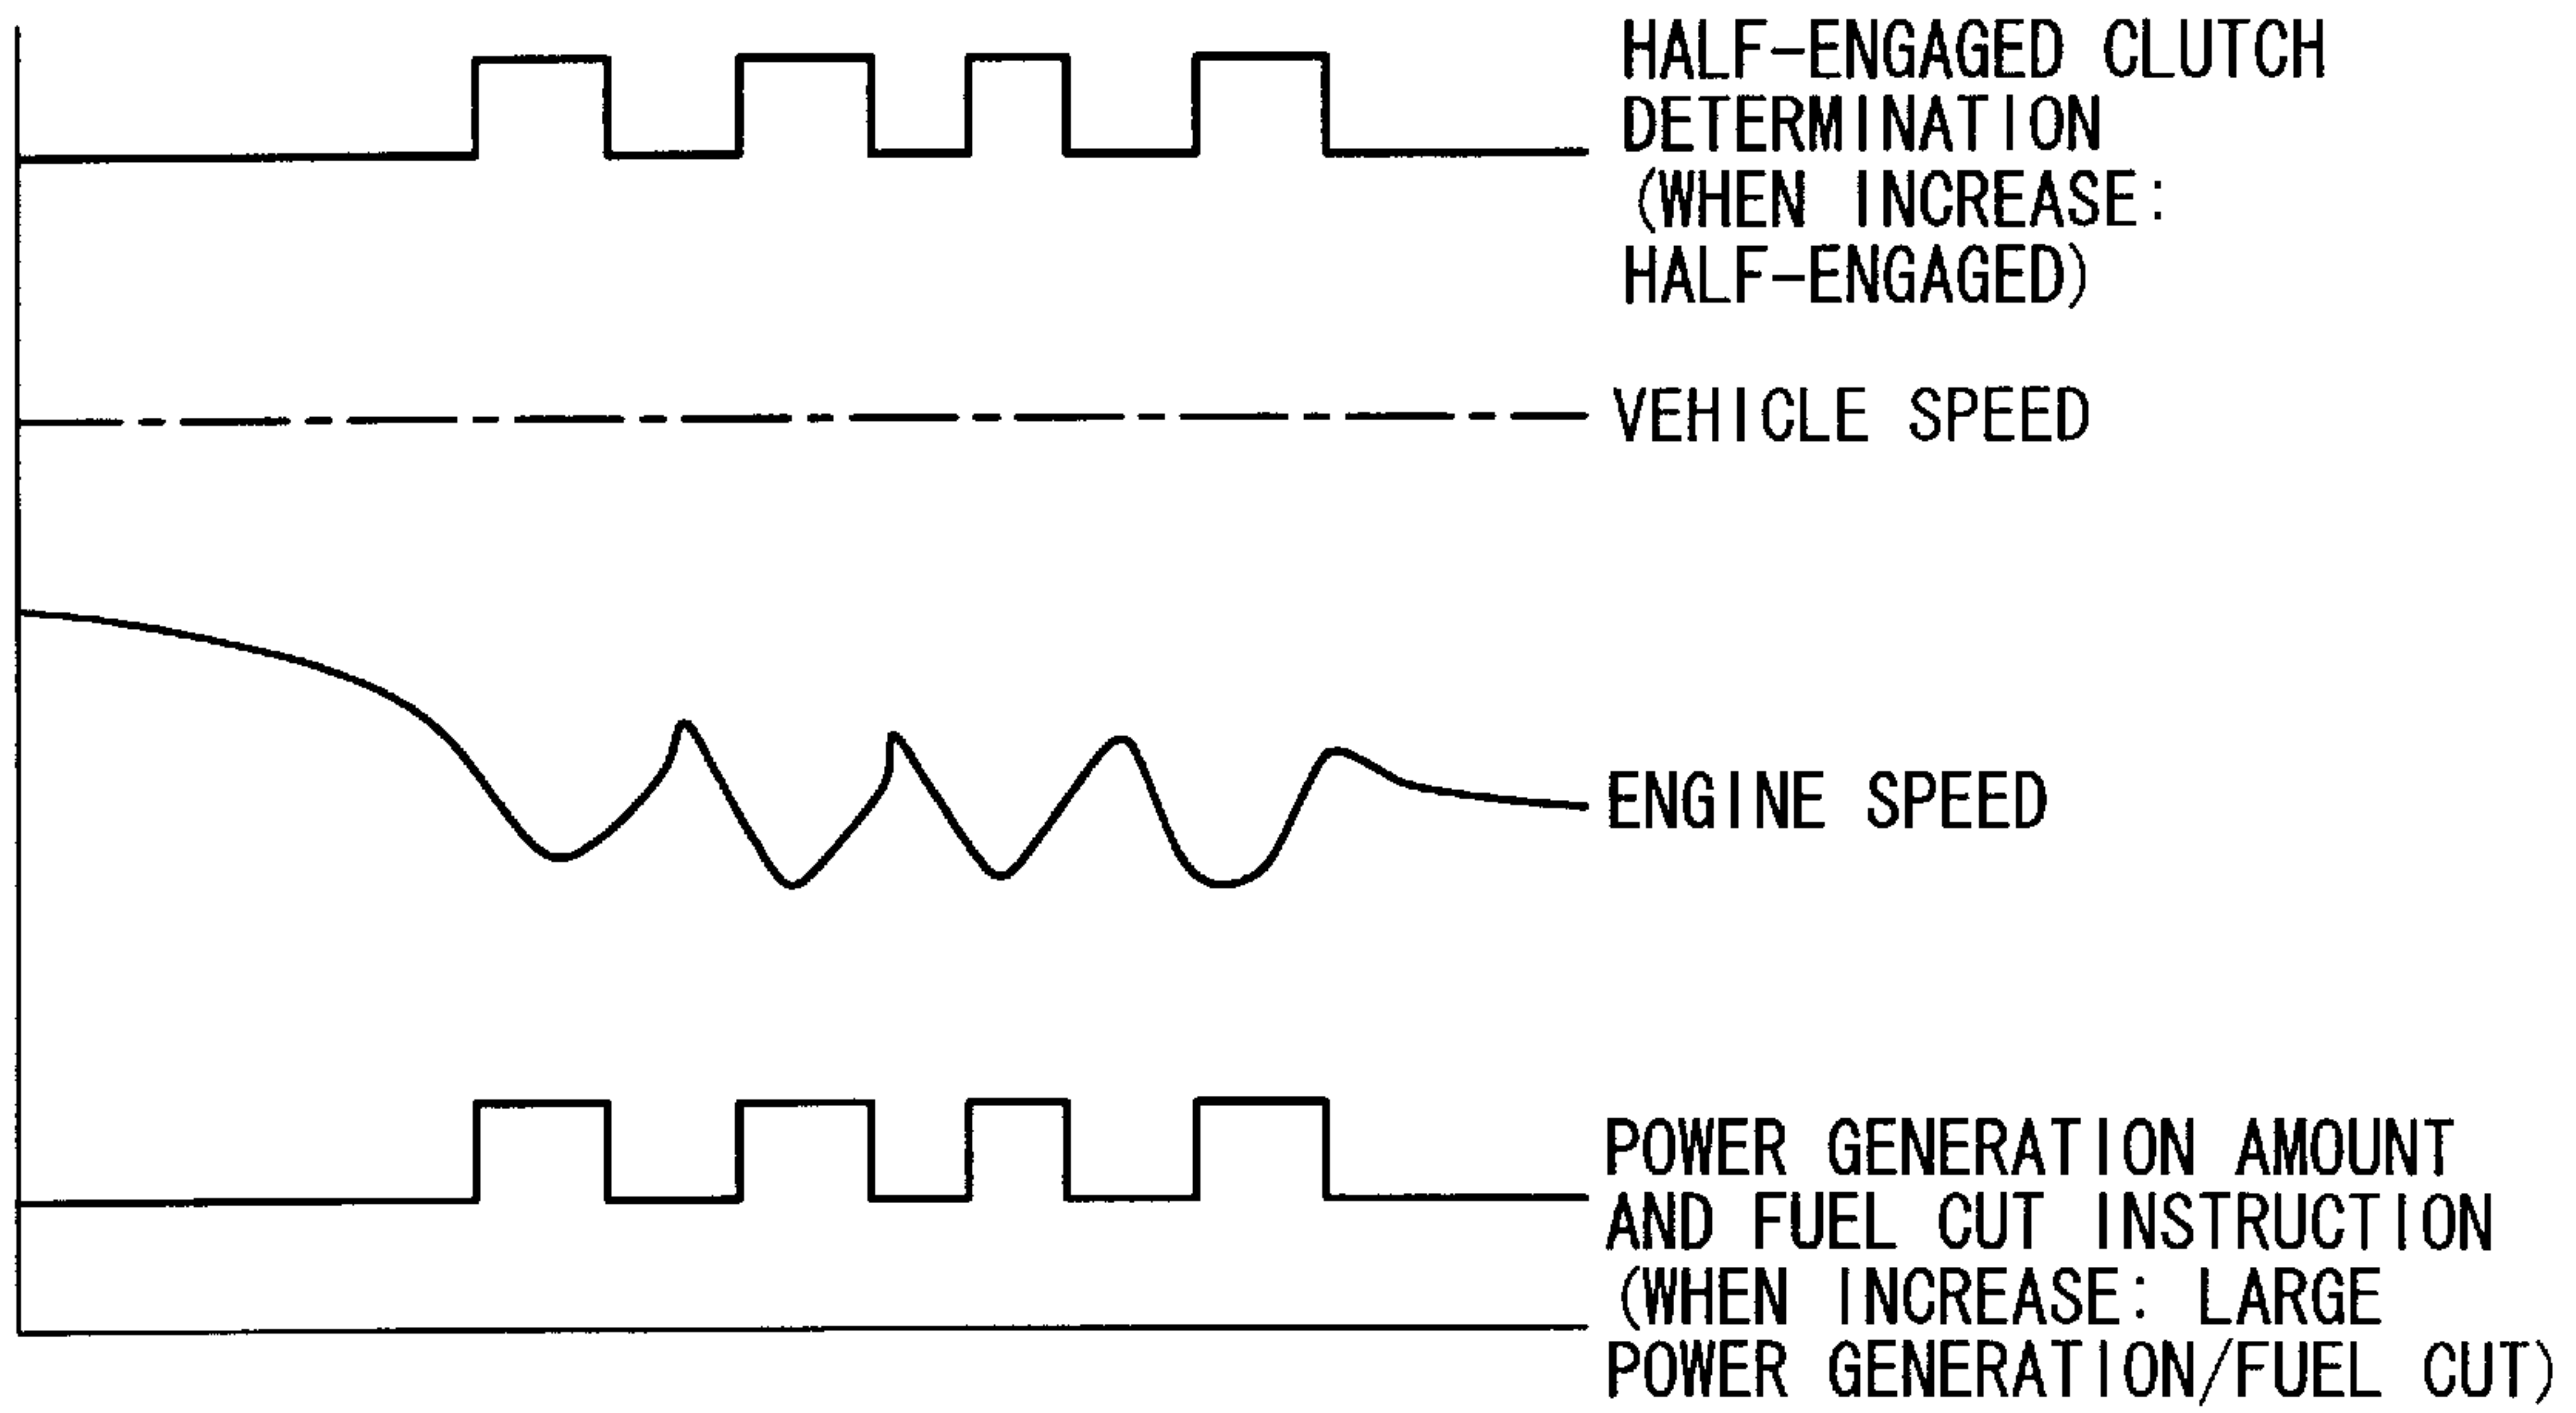 HALF-ENGAGED CLUTCH
DETERMINATION
(WHEN INCREASE:
HALF-ENGAGED)
VEHICLE SPEED
ENGINE SPEED
POWER GENERATION AMOUNT
AND FUEL CUT INSTRUCTION
(WHEN INCREASE: LARGE
POWER GENERATION/FUEL CUT)